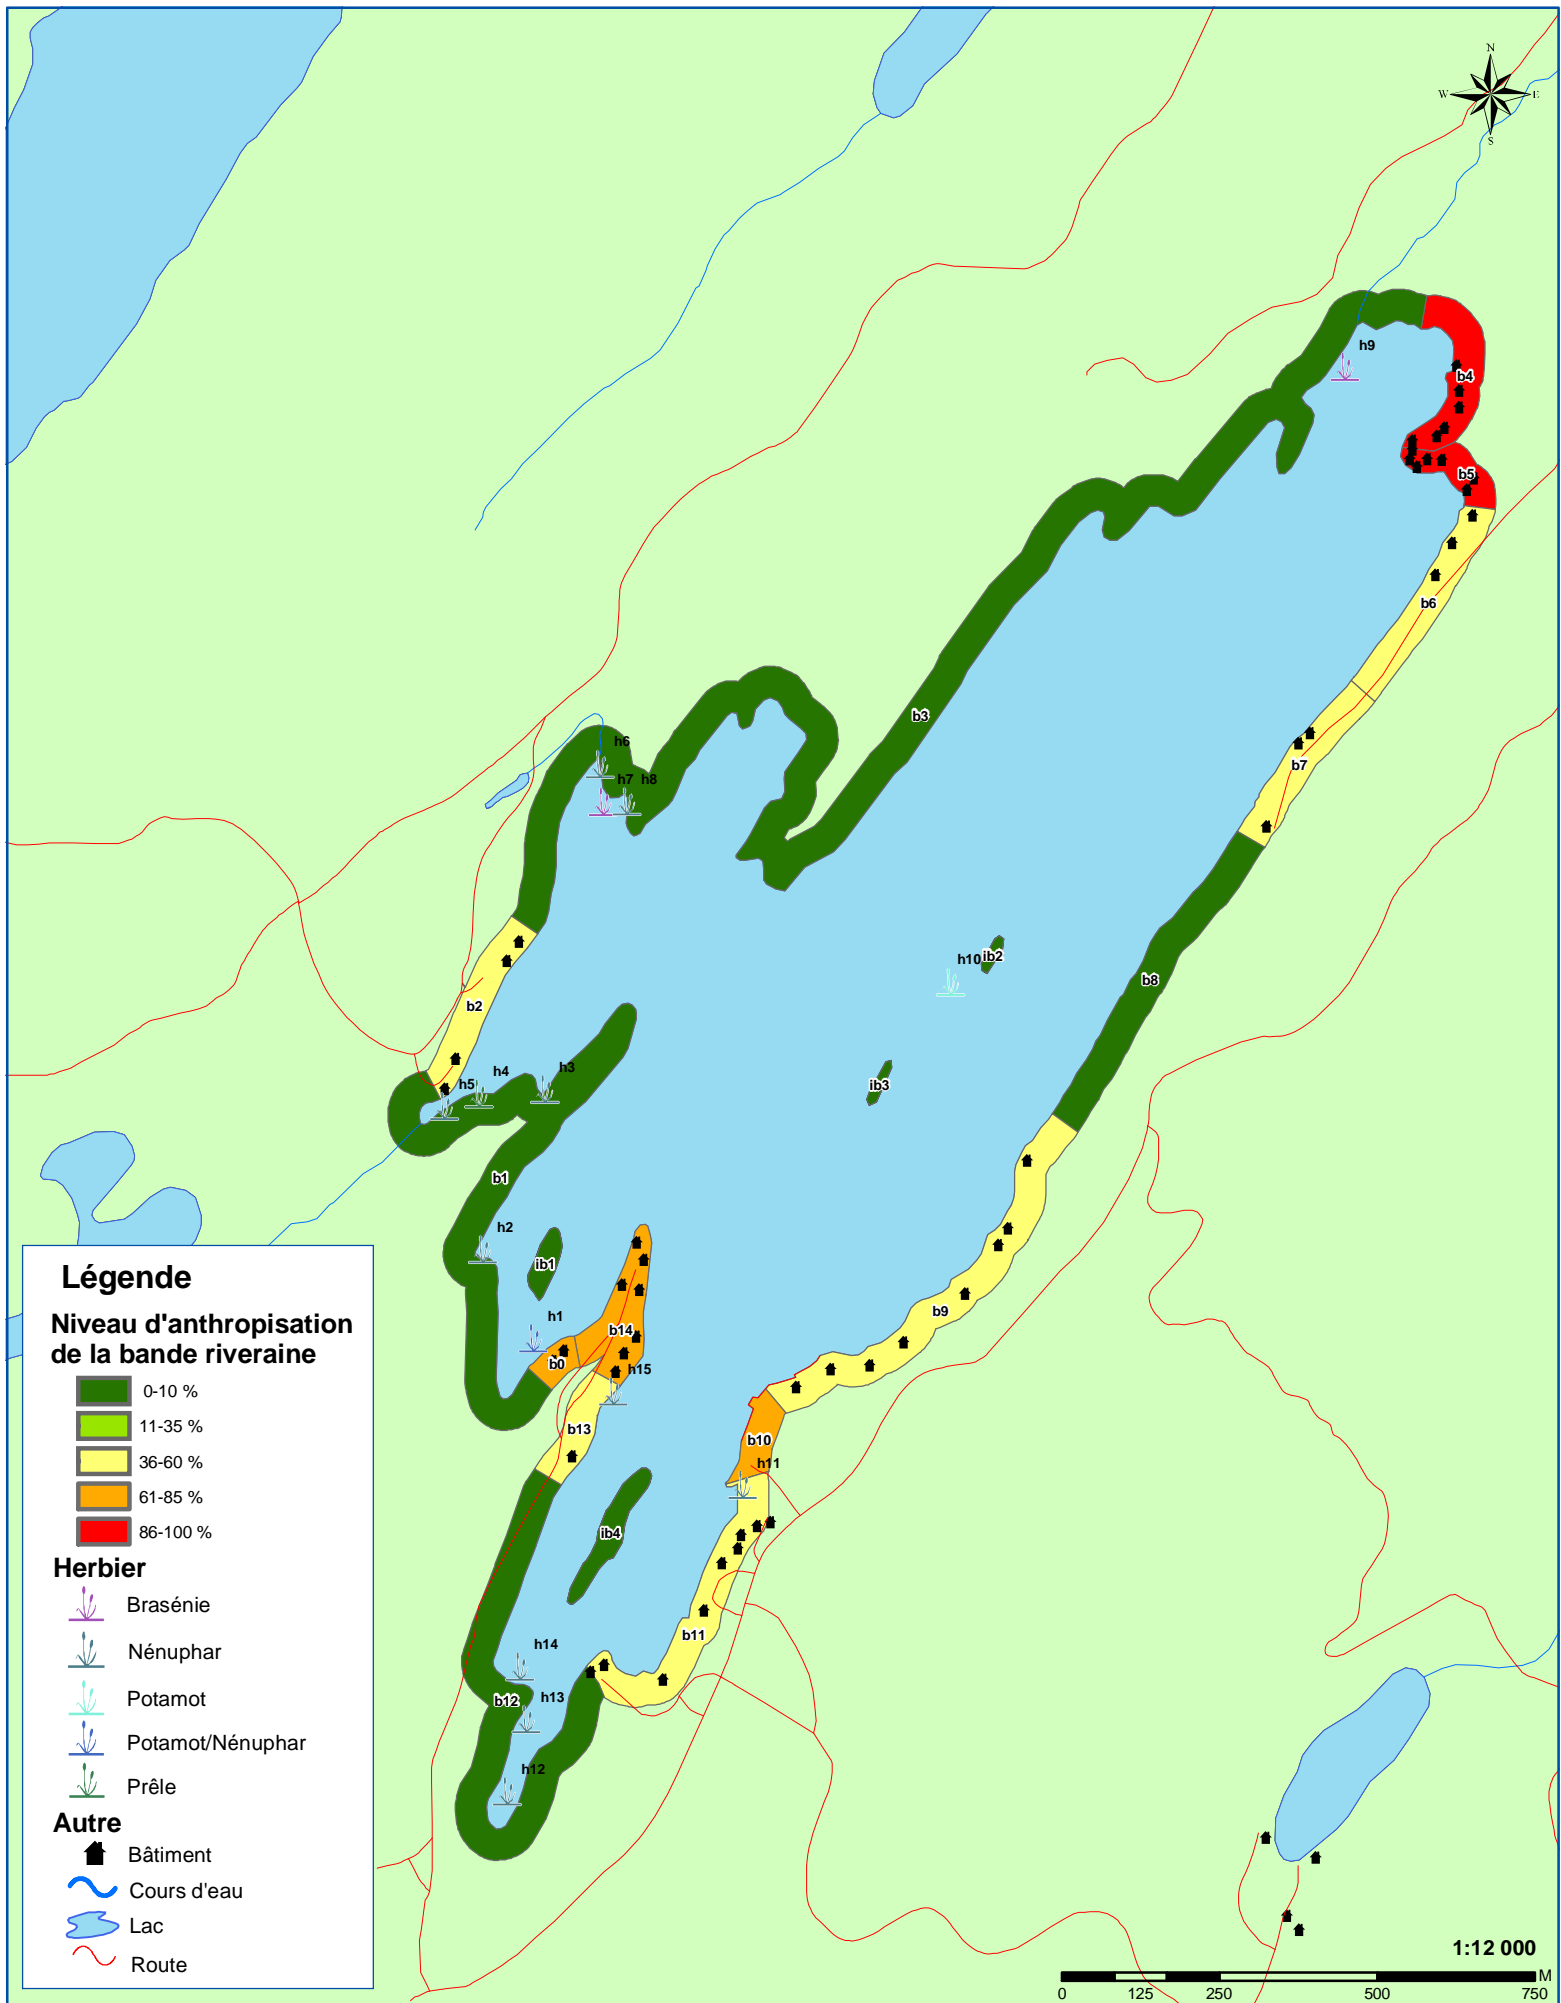 N
W
E
S
h9
b4
b5
b6
b3
h6
h7
h8
b7
h10
ib2
b8
b2
ib3
h3
h4
h5
b1
h2
ib1
h1
b14
b9
b0
h15
b13
b10
h11
ib4
b11
h14
h13
b12
h12
Légende
Niveau d'anthropisation
de la bande riveraine
0-10 %
11-35 %
36-60 %
61-85 %
86-100 %
Herbier
Brasénie
Nénuphar
Potamot
Potamot/Nénuphar
Prêle
Autre
Bâtiment
Cours d'eau
Lac
Route
1:12 000
M
0 125 250 500 750